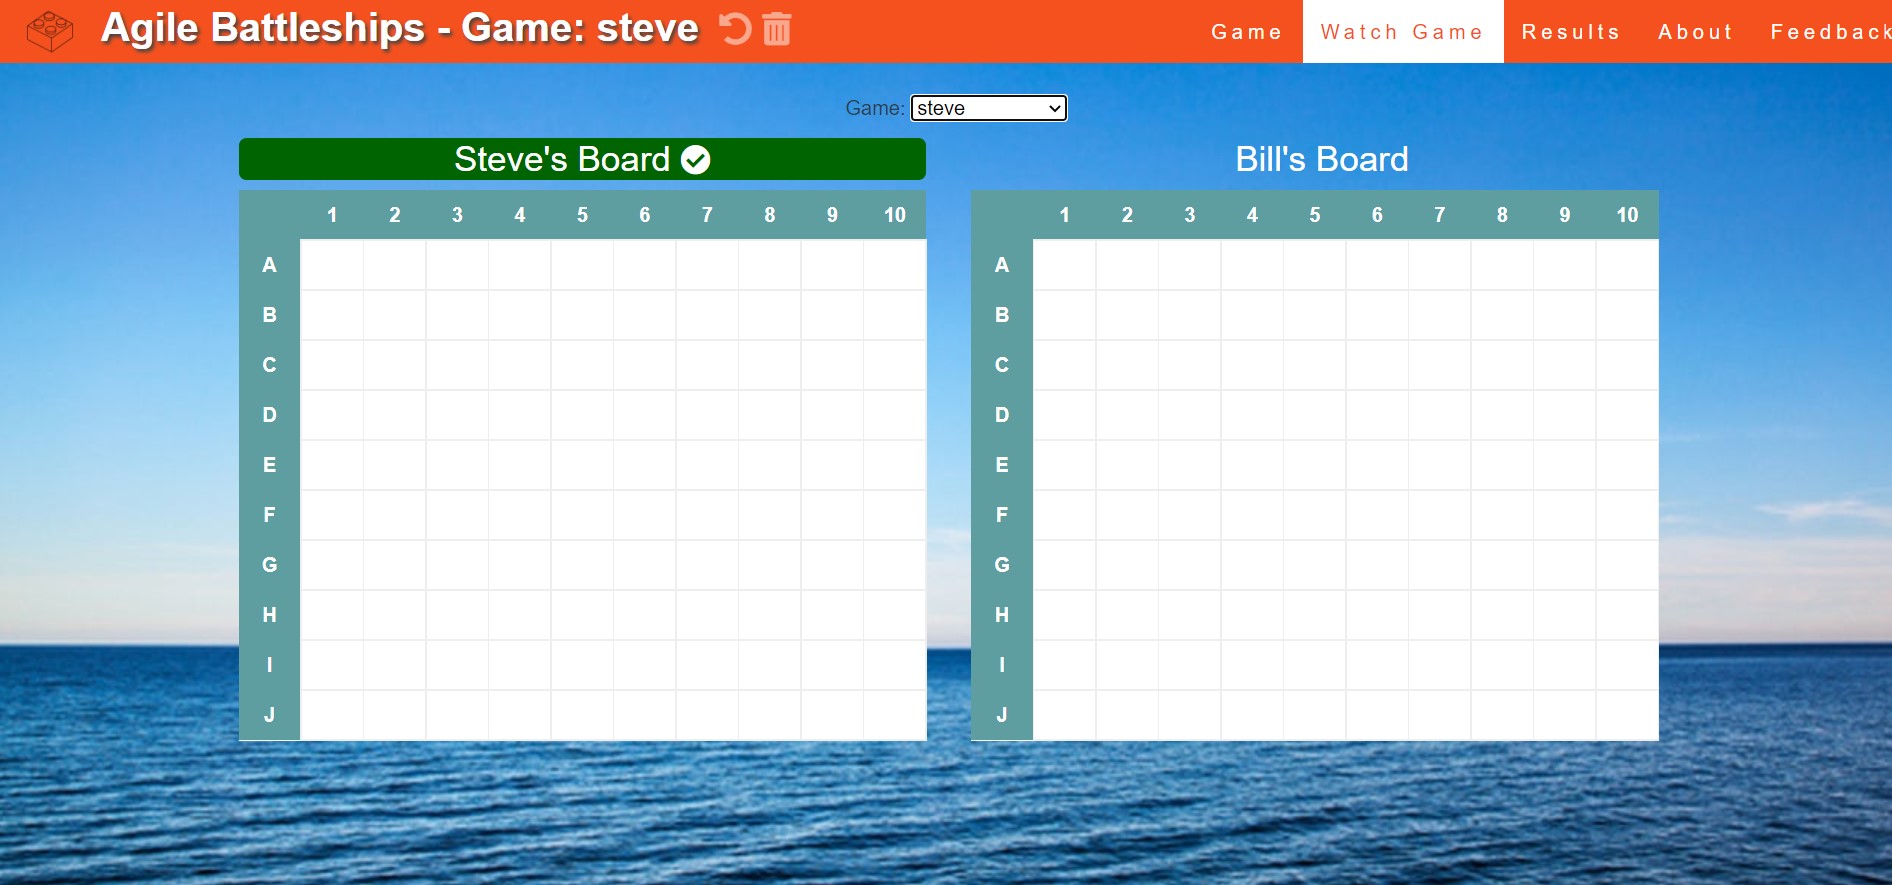 Agile Battleships - Game: steve
Game Watch Game Results About Feedback
Game: steve
Steve's Board
1 2 3 4 5 6 7 8 9 10
A
B
C
D
E
F
G
H
I
J
Bill's Board
1 2 3 4 5 6 7 8 9 10
A
B
C
D
E
F
G
H
I
J